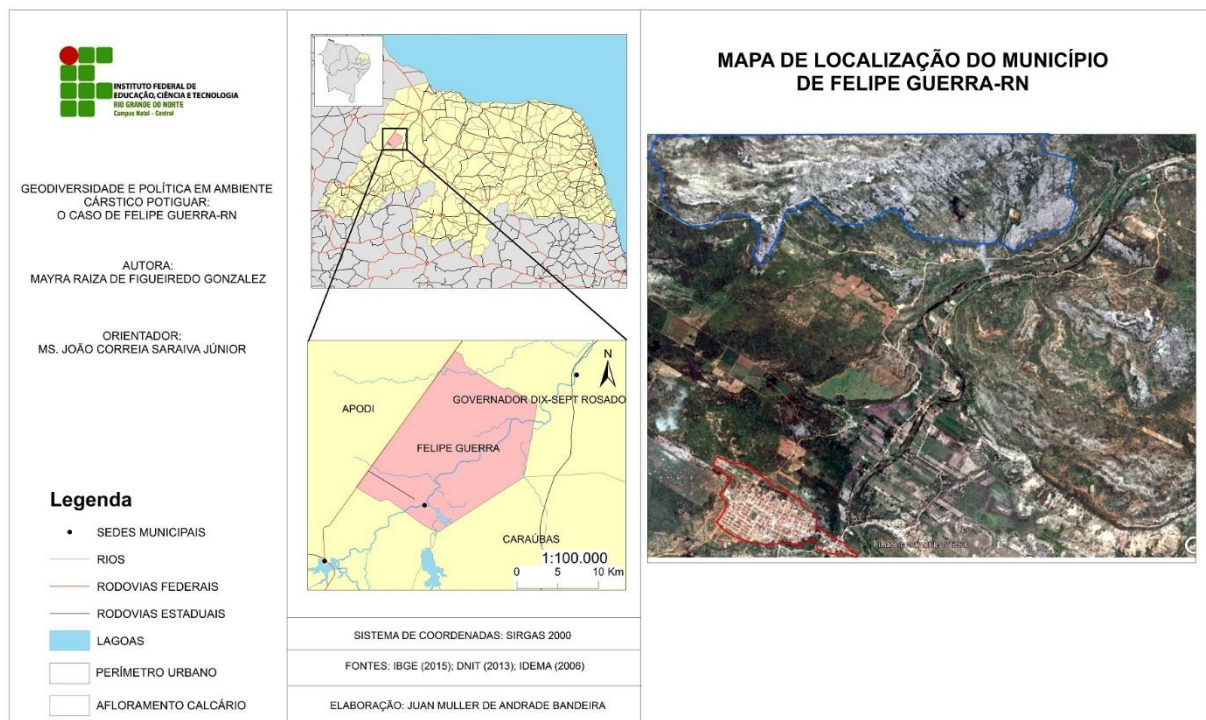 INSTITUTO FEDERAL DE
EDUCAÇÃO, CIÊNCIA E TECNOLOGIA
RIO GRANDE DO NORTE
Campus Natal - Central
GEODIVERSIDADE E POLÍTICA EM AMBIENTE
CÁRSTICO POTIGUAR:
O CASO DE FELIPE GUERRA-RN
AUTORA:
MAYRA RAIZA DE FIGUEIREDO GONZALEZ
ORIENTADOR:
MS. JOÃO CORREIA SARAIVA JÚNIOR
Legenda
SEDES MUNICIPAIS
RIOS
RODOVIAS FEDERAIS
RODOVIAS ESTADUAIS
LAGOAS
PERÍMETRO URBANO
AFLORAMENTO CALCÁRIO
N
GOVERNADOR DIX-SEPT ROSADO
APODI
FELIPE GUERRA
CARAÚBAS
1:100.000
0 5 10 Km
SISTEMA DE COORDENADAS: SIRGAS 2000
FONTES: IBGE (2015); DNIT (2013); IDEMA (2006)
ELABORAÇÃO: JUAN MULLER DE ANDRADE BANDEIRA
MAPA DE LOCALIZAÇÃO DO MUNICÍPIO
DE FELIPE GUERRA-RN